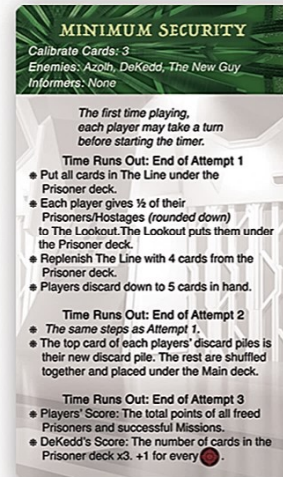 MINIMUM SECURITY
Calibrate Cards: 3
Enemies: Azoth, DeKedd, The New Guy
Informers: None
The first time playing,
each player may take a turn
before starting the timer.
Time Runs Out: End of Attempt 1
Put all cards in The Line under the
Prisoner deck.
Each player gives ½ of their
Prisoners/Hostages (rounded down)
to The Lookout.The Lookout puts them under
the Prisoner deck.
Replenish The Line with 4 cards from the
Prisoner deck.
Players discard down to 5 cards in hand.
Time Runs Out: End of Attempt 2
The same steps as Attempt 1.
The top card of each players' discard piles is
their new discard pile. The rest are shuffled
together and placed under the Main deck.
Time Runs Out: End of Attempt 3
Players' Score: The total points of all freed
Prisoners and successful Missions.
DeKedd's Score: The number of cards in the
Prisoner deck x3. +1 for every .